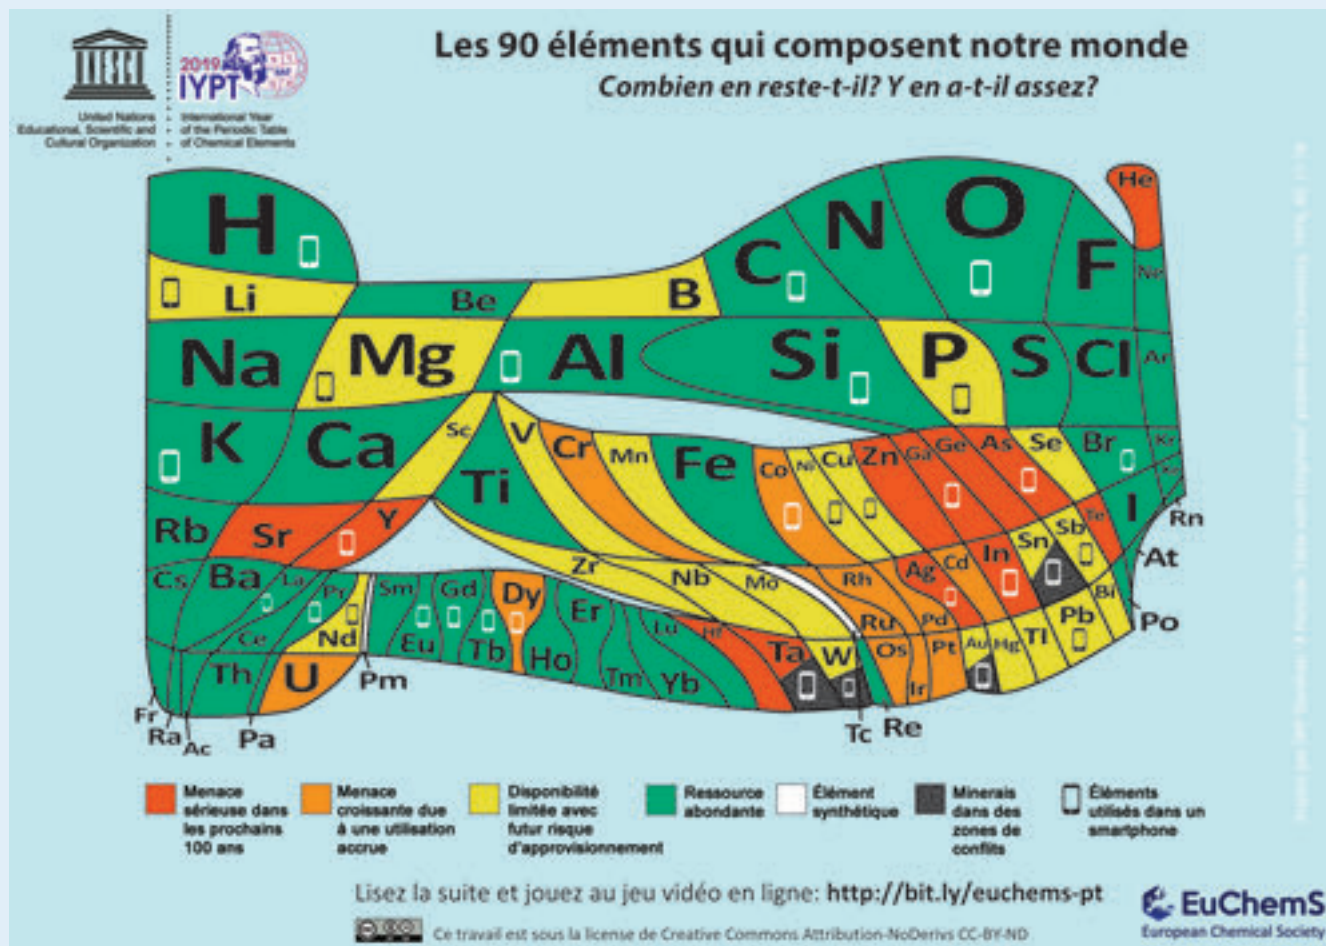 UNESCO
2019
IYPT
United Nations
Educational, Scientific and
Cultural Organization
International Year
of the Periodic Table
of Chemical Elements
Les 90 éléments qui composent notre monde
Combien en reste-t-il? Y en a-t-il assez?
H He
Li Be B C N O F Ne
Na Mg Al Si P S Cl Ar
K Ca Sc Ti V Cr Mn Fe Co Ni Cu Zn Ga Ge As Se Br Kr
Rb Sr Y Zr Nb Mo Tc Ru Rh Pd Ag Cd In Sn Sb Te I
Cs Ba La Ce Pr Nd Pm Sm Eu Gd Tb Dy Ho Er Tm Yb Lu Hf Ta W Re Os Ir Pt Au Hg Tl Pb Bi Po At Rn
Fr Ra Ac Th Pa U
Menace
sérieuse dans
les prochains
100 ans
Menace
croissante due
à une utilisation
accrue
Disponibilité
limitée avec
futur risque
d'approvisionnement
Ressource
abondante
Élément
synthétique
Minerais
dans des
zones de
conflits
Éléments
utilisés dans un
smartphone
Lisez la suite et jouez au jeu vidéo en ligne: http://bit.ly/euchems-pt
Ce travail est sous la license de Creative Commons Attribution-NoDerivs CC-BY-ND
EuChemS
European Chemical Society